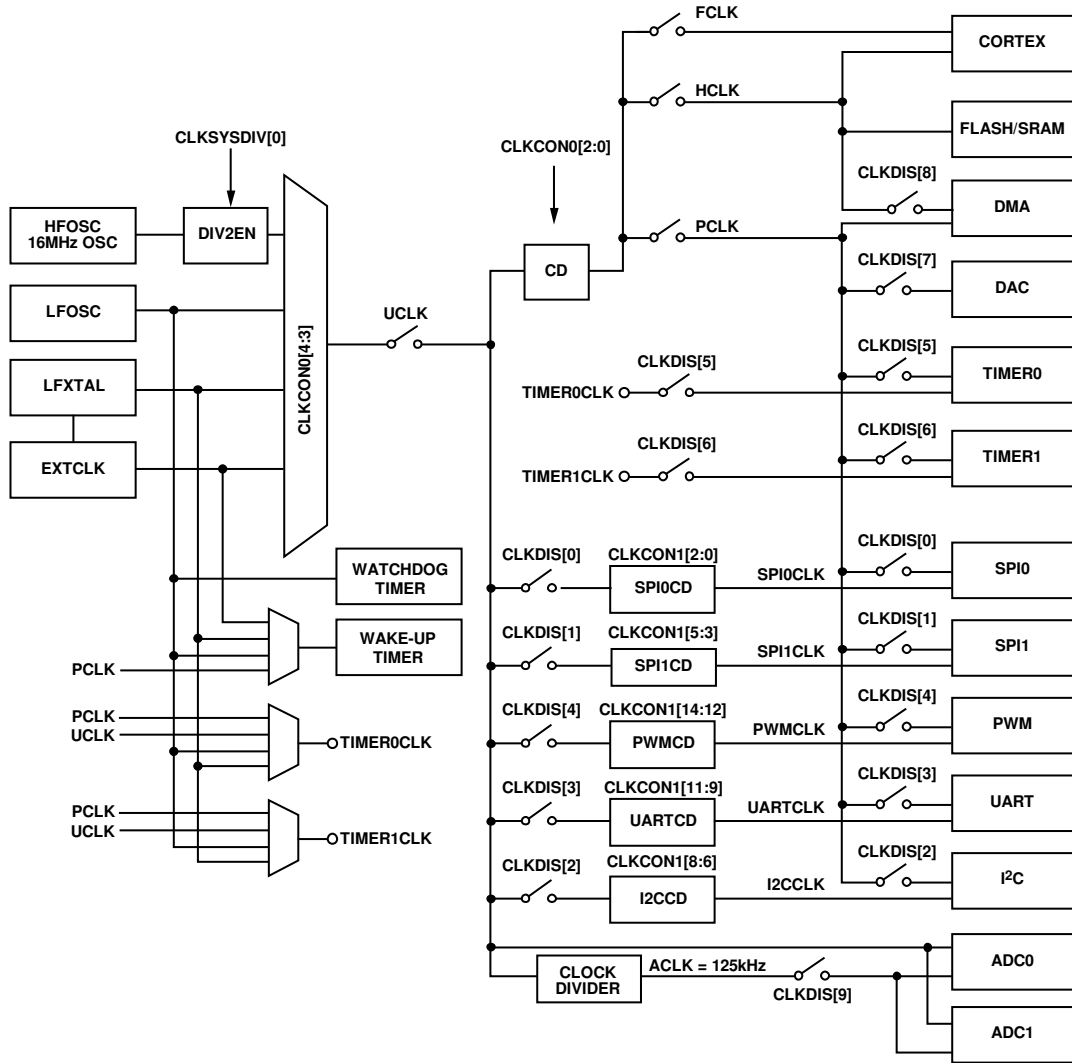 FCLK
CORTEX
HCLK
CLKSYSDIV[0]
CLKCON0[2:0]
FLASH/SRAM
CLKDIS[8]
DMA
HFOSC
16MHz OSC
DIV2EN
PCLK
CD
CLKDIS[7]
DAC
LFOSC
UCLK
CLKCON0[4:3]
CLKDIS[5]
TIMER0
LFXTAL
CLKDIS[5]
TIMER0CLK
CLKDIS[6]
TIMER1
EXTCLK
CLKDIS[6]
TIMER1CLK
WATCHDOG
TIMER
CLKDIS[0]
CLKCON1[2:0]
SPI0CD
SPI0CLK
CLKDIS[0]
SPI0
WAKE-UP
TIMER
PCLK
CLKDIS[1]
CLKCON1[5:3]
SPI1CD
SPI1CLK
CLKDIS[1]
SPI1
PCLK
UCLK
TIMER0CLK
CLKDIS[4]
CLKCON1[14:12]
PWMCD
PWMCLK
CLKDIS[4]
PWM
PCLK
UCLK
TIMER1CLK
CLKDIS[3]
CLKCON1[11:9]
UARTCD
UARTCLK
CLKDIS[3]
UART
CLKDIS[2]
CLKCON1[8:6]
I2CCD
I2CCLK
CLKDIS[2]
I²C
CLOCK
DIVIDER
ACLK = 125kHz
CLKDIS[9]
ADC0
ADC1